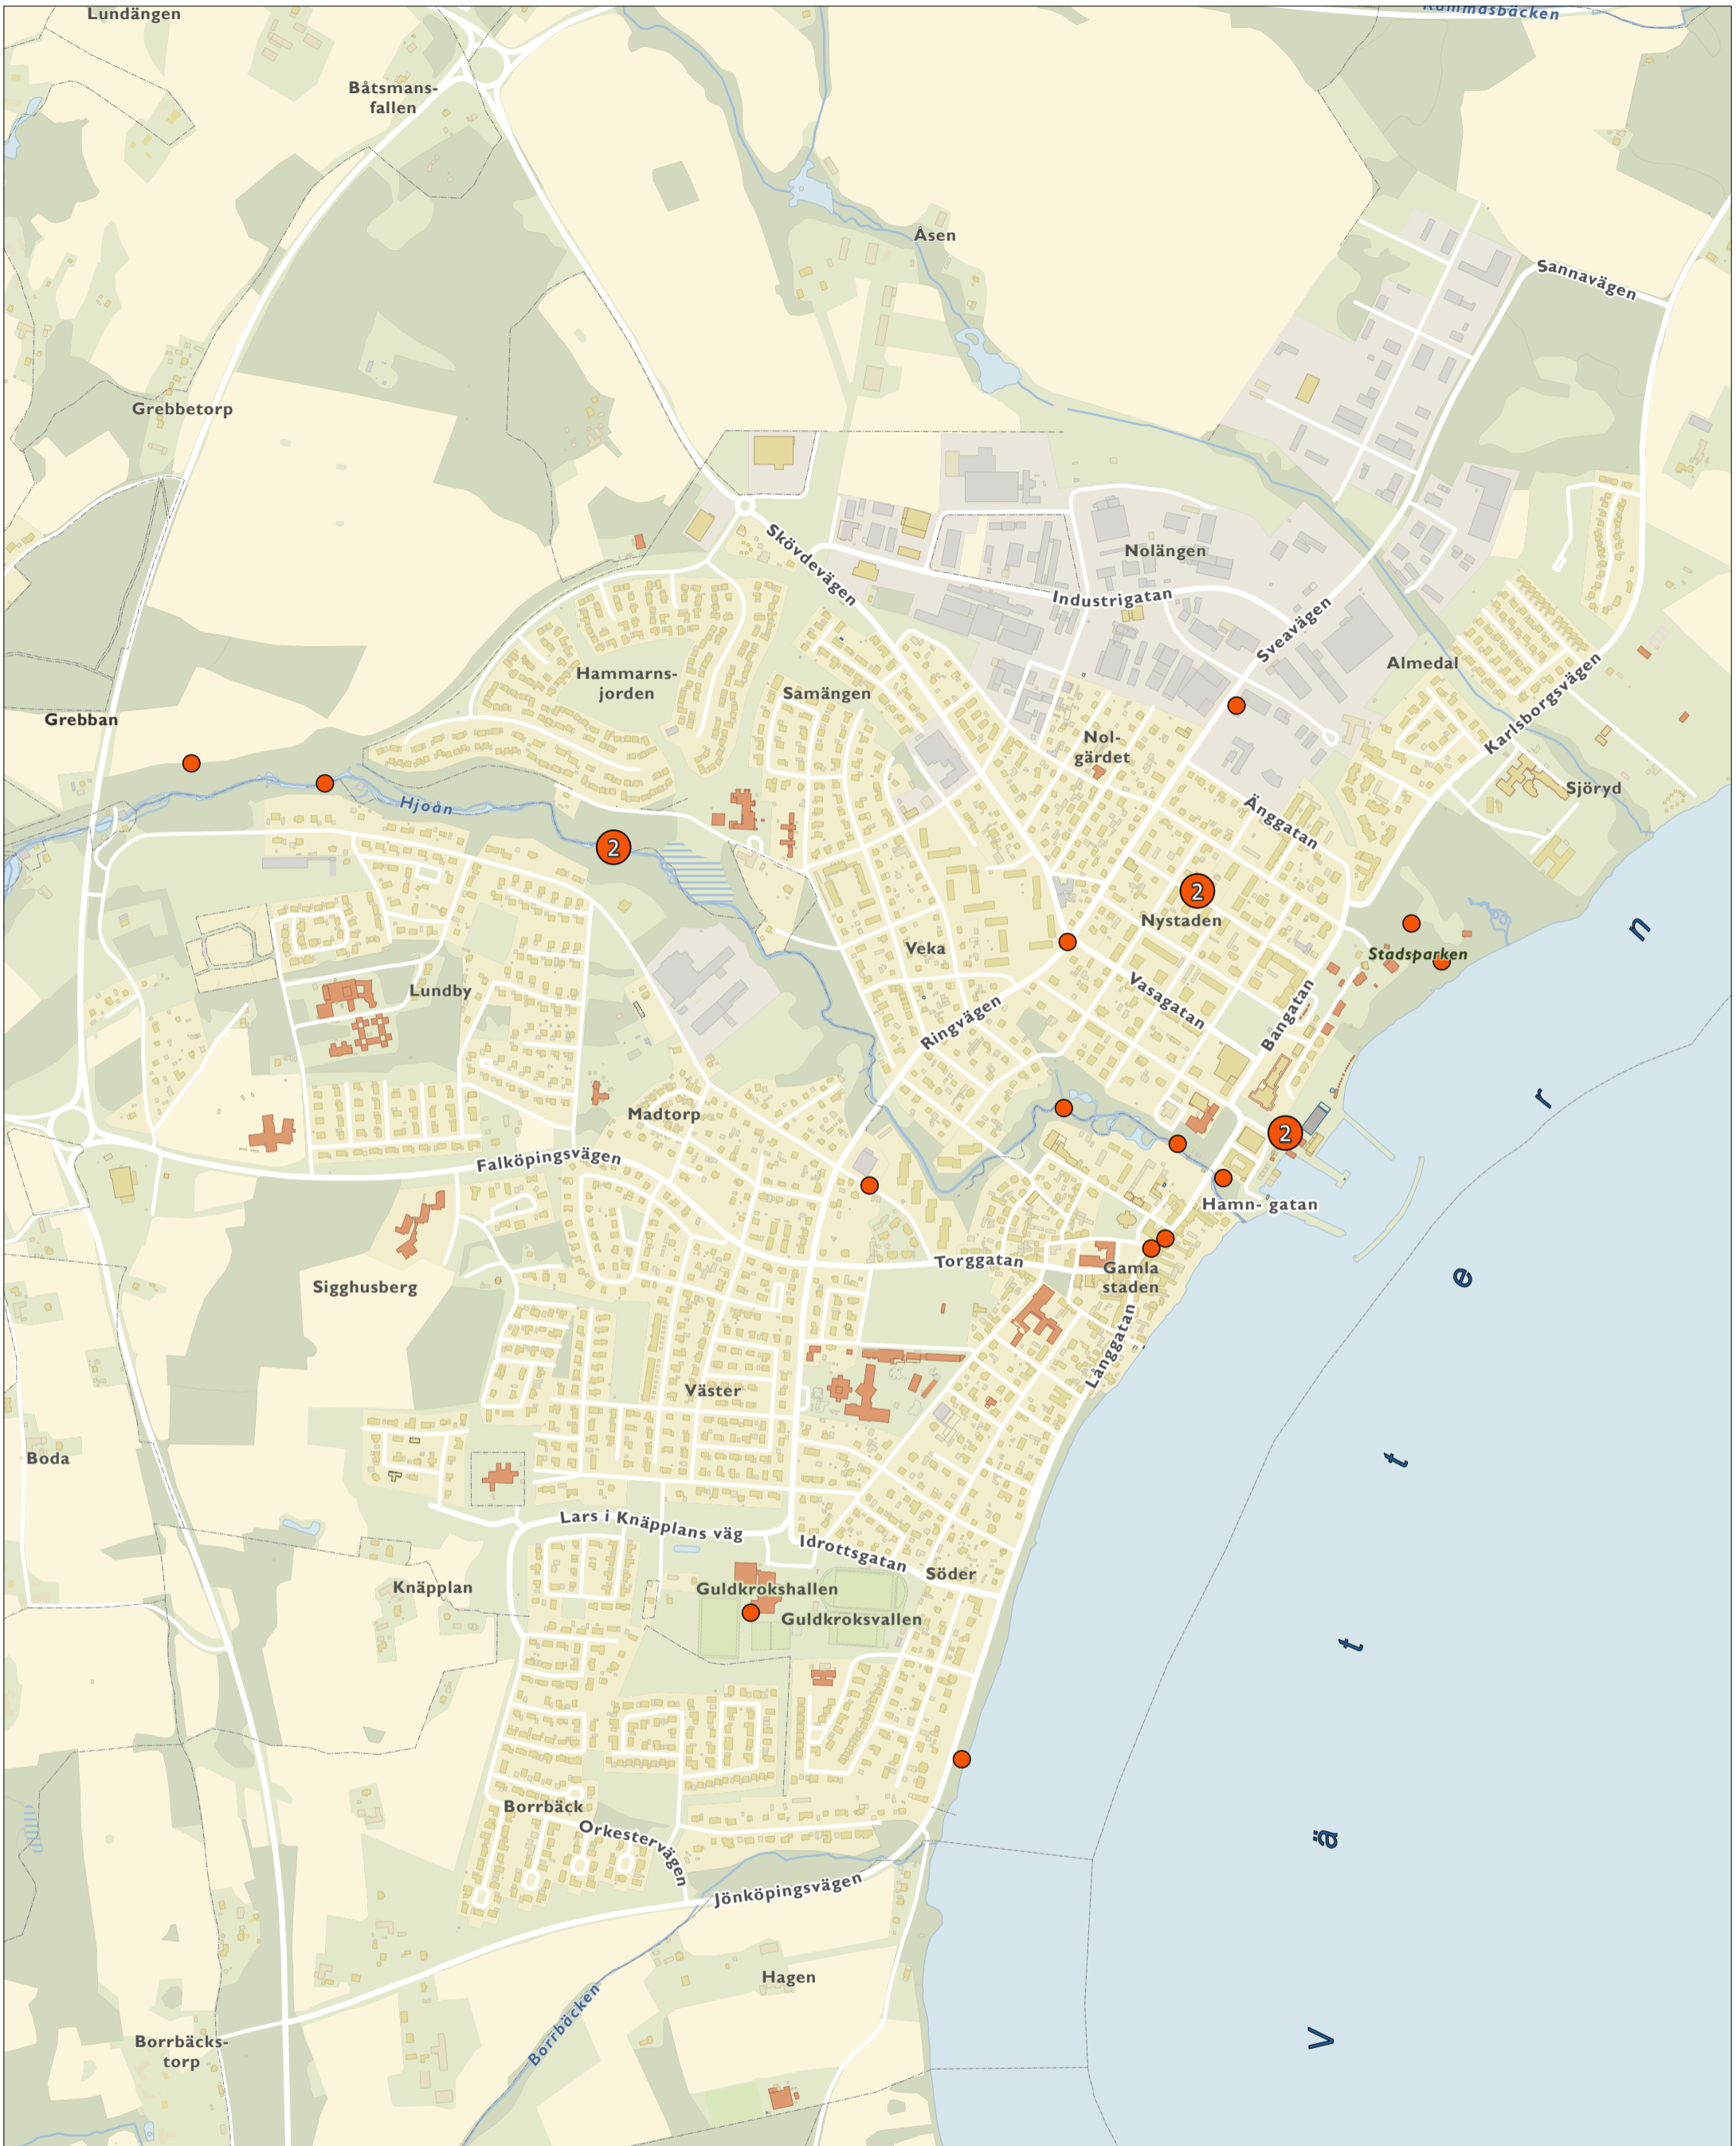 Lundängen
Rammåsbäcken
Båtsmans-
fallen
Åsen
Sannavägen
Grebbetorp
Skövdevägen
Nolängen
Industrigatan
Sveavägen
Almedal
Hammarns-
jorden
Samängen
Karlsborgsvägen
Grebban
Nol-
gärdet
Sjöryd
Hjoån
Änggatan
2
2
Nystaden
Veka
Stadsparken
Lundby
Vasagatan
Bangatan
Ringvägen
Madtorp
2
Falköpingsvägen
Hamn- gatan
Torggatan
Gamla
staden
Sigghusberg
Långgatan
Väster
Boda
Lars i Knäpplans väg
Idrottsgatan
Söder
Knäpplan
Guldkrokshallen
Guldkroksvallen
Borrbäck
Orkestervägen
Jönköpingsvägen
Hagen
Borrbäcken
Borrbäcks-
torp
Vättern